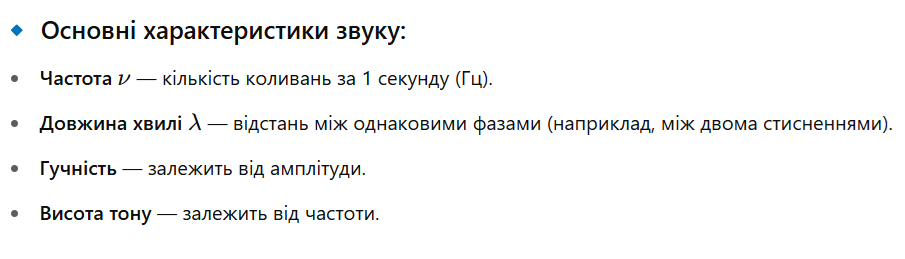 Основні характеристики звуку:
Частота ν — кількість коливань за 1 секунду (Гц).
Довжина хвилі λ — відстань між однаковими фазами (наприклад, між двома стисненнями).
Гучність — залежить від амплітуди.
Висота тону — залежить від частоти.